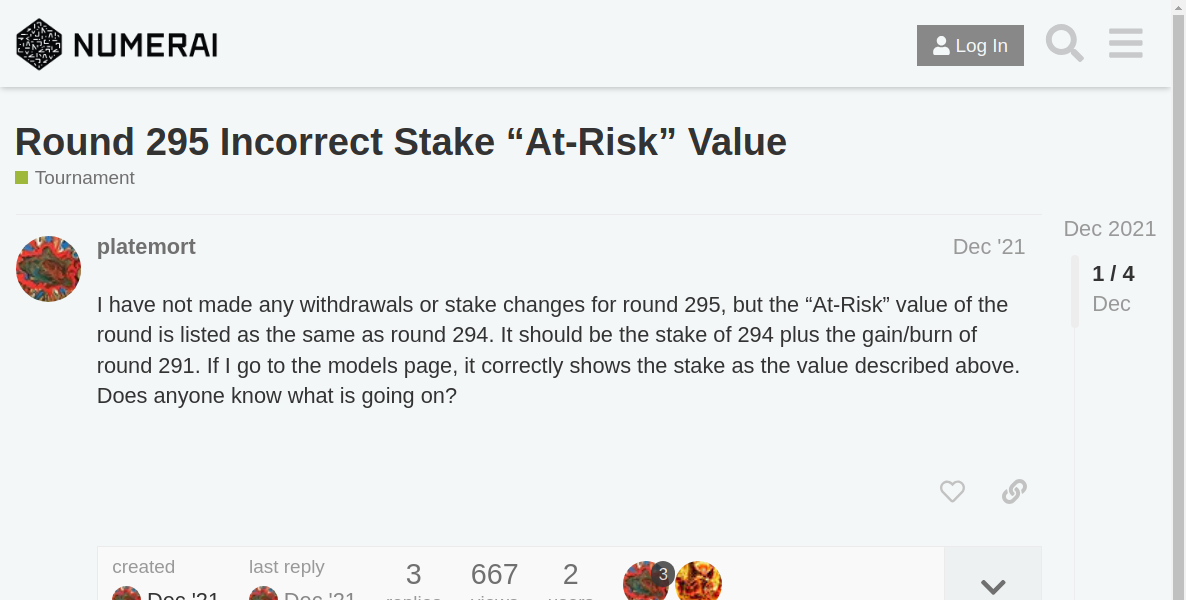 NUMERAI
Log In
Round 295 Incorrect Stake “At-Risk” Value
Tournament
platemort
Dec '21
Dec 2021
1 / 4
Dec
I have not made any withdrawals or stake changes for round 295, but the “At-Risk” value of the
round is listed as the same as round 294. It should be the stake of 294 plus the gain/burn of
round 291. If I go to the models page, it correctly shows the stake as the value described above.
Does anyone know what is going on?
created
last reply
3
667
2
3
Dec '21
Dec '21
replies
views
users